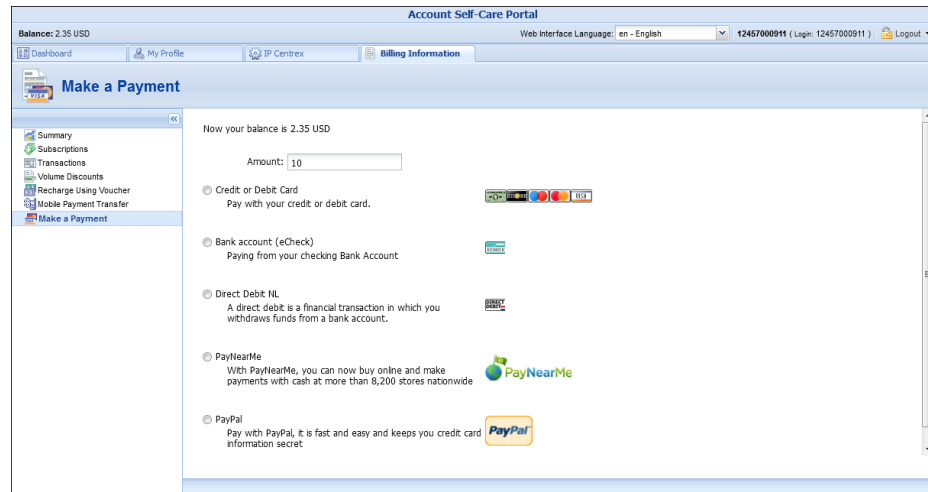 Account Self-Care Portal
Balance: 2.35 USD
Web Interface Language: en - English
12457000911 ( Login: 12457000911 )
Logout
Dashboard
My Profile
IP Centrex
Billing Information
VISA
Make a Payment
Summary
Subscriptions
Transactions
Volume Discounts
Recharge Using Voucher
Mobile Payment Transfer
Make a Payment
Now your balance is 2.35 USD
Amount: 10
Credit or Debit Card
Pay with your credit or debit card.
VISA
Bank account (eCheck)
Paying from your checking Bank Account
ECHECK
Direct Debit NL
A direct debit is a financial transaction in which you
withdraws funds from a bank account.
DIRECT
DEBIT
PayNearMe
With PayNearMe, you can now buy online and make
payments with cash at more than 8,200 stores nationwide
PayNearMe
PayPal
Pay with PayPal, it is fast and easy and keeps you credit card
information secret
PayPal